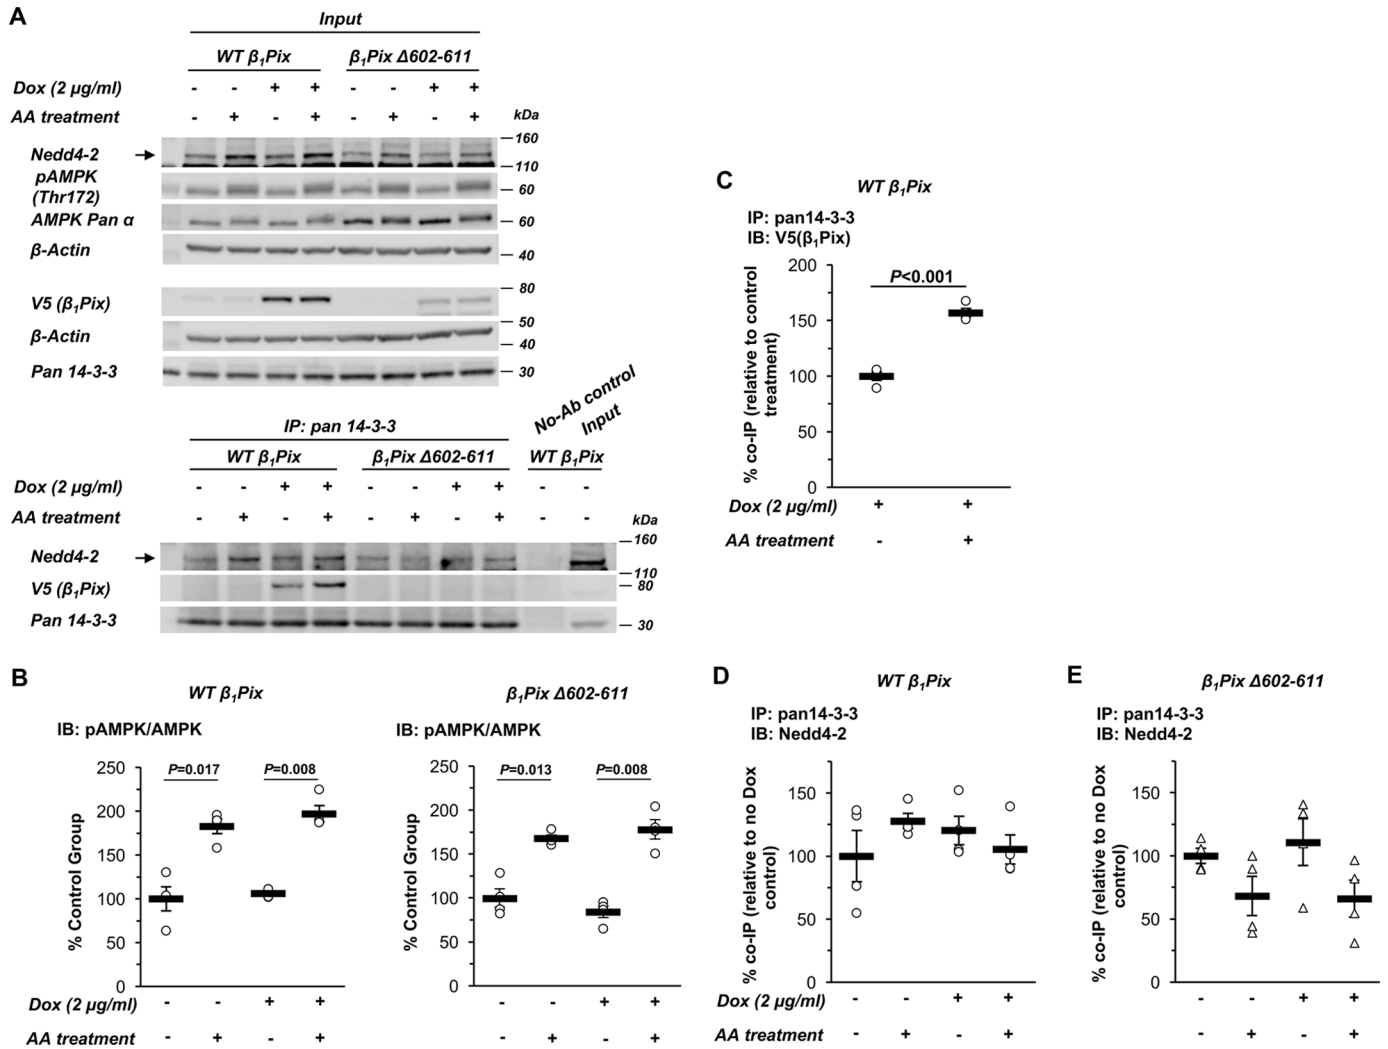 A
Input
WT β₁Pix β₁Pix Δ602-611
Dox (2 μg/ml) - - + + - - + +
AA treatment - + - + - + - +
kDa
Nedd4-2 160
110
pAMPK
(Thr172) 60
AMPK Pan α 60
β-Actin 40
V5 (β₁Pix) 80
50
β-Actin 40
Pan 14-3-3 30
IP: pan 14-3-3 No-Ab control Input
WT β₁Pix β₁Pix Δ602-611 WT β₁Pix
Dox (2 μg/ml) - - + + - - + + - -
AA treatment - + - + - + - + - -
kDa
Nedd4-2 160
110
V5 (β₁Pix) 80
Pan 14-3-3 30
B
WT β₁Pix
IB: pAMPK/AMPK
P=0.017 P=0.008
% Control Group
250
200
150
100
50
0
Dox (2 μg/ml) - - + +
AA treatment - + - +
β₁Pix Δ602-611
IB: pAMPK/AMPK
P=0.013 P=0.008
% Control Group
250
200
150
100
50
0
- - + +
- + - +
C
WT β₁Pix
IP: pan14-3-3
IB: V5(β₁Pix)
P<0.001
% co-IP (relative to control
treatment)
200
150
100
50
0
Dox (2 μg/ml) + +
AA treatment - +
D
WT β₁Pix
IP: pan14-3-3
IB: Nedd4-2
% co-IP (relative to no Dox
control)
150
100
50
0
Dox (2 μg/ml) - - + +
AA treatment - + - +
E
β₁Pix Δ602-611
IP: pan14-3-3
IB: Nedd4-2
% co-IP (relative to no Dox
control)
150
100
50
0
- - + +
- + - +